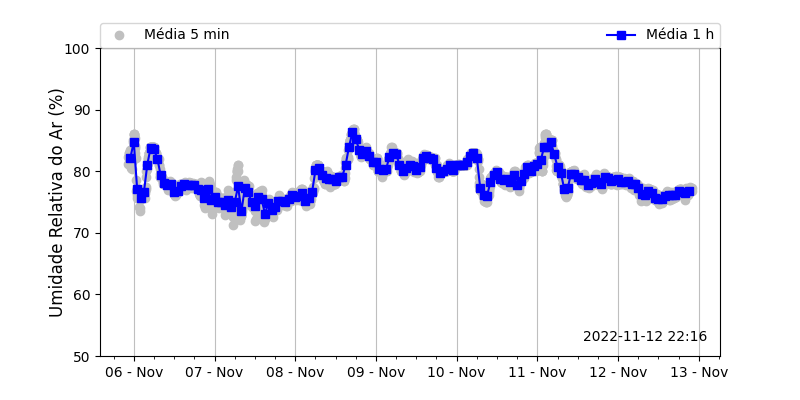 Média 5 min
Média 1 h
Umidade Relativa do Ar (%)
100
90
80
70
60
50
2022-11-12 22:16
06 - Nov
07 - Nov
08 - Nov
09 - Nov
10 - Nov
11 - Nov
12 - Nov
13 - Nov